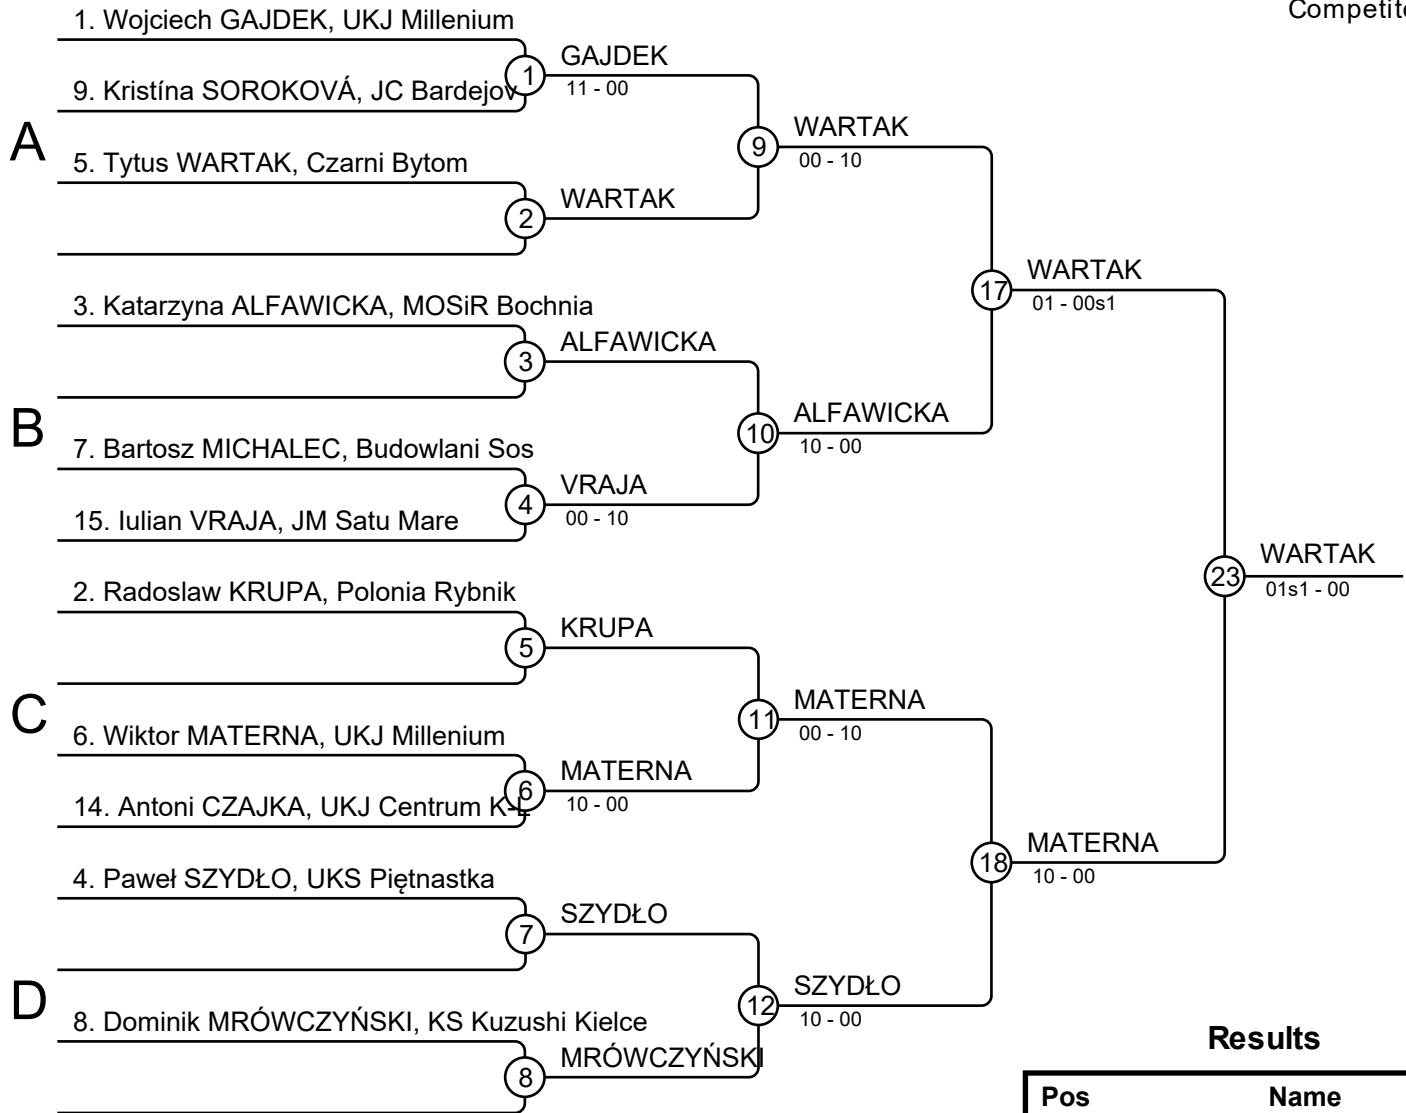 Competito
1. Wojciech GAJDEK, UKJ Millenium
1
GAJDEK
11 - 00
9. Kristína SOROKOVÁ, JC Bardejov
A
9
WARTAK
00 - 10
5. Tytus WARTAK, Czarni Bytom
2
WARTAK
17
WARTAK
01 - 00s1
3. Katarzyna ALFAWICKA, MOSiR Bochnia
3
ALFAWICKA
B
10
ALFAWICKA
10 - 00
7. Bartosz MICHALEC, Budowlani Sos
4
VRAJA
00 - 10
15. Iulian VRAJA, JM Satu Mare
23
WARTAK
01s1 - 00
2. Radoslaw KRUPA, Polonia Rybnik
5
KRUPA
C
11
MATERNA
00 - 10
6. Wiktor MATERNA, UKJ Millenium
6
MATERNA
10 - 00
14. Antoni CZAJKA, UKJ Centrum K-Ł
18
MATERNA
10 - 00
4. Paweł SZYDŁO, UKS Piętnastka
7
SZYDŁO
D
12
SZYDŁO
10 - 00
8. Dominik MRÓWCZYŃSKI, KS Kuzushi Kielce
8
MRÓWCZYŃSKI
Results
Pos Name